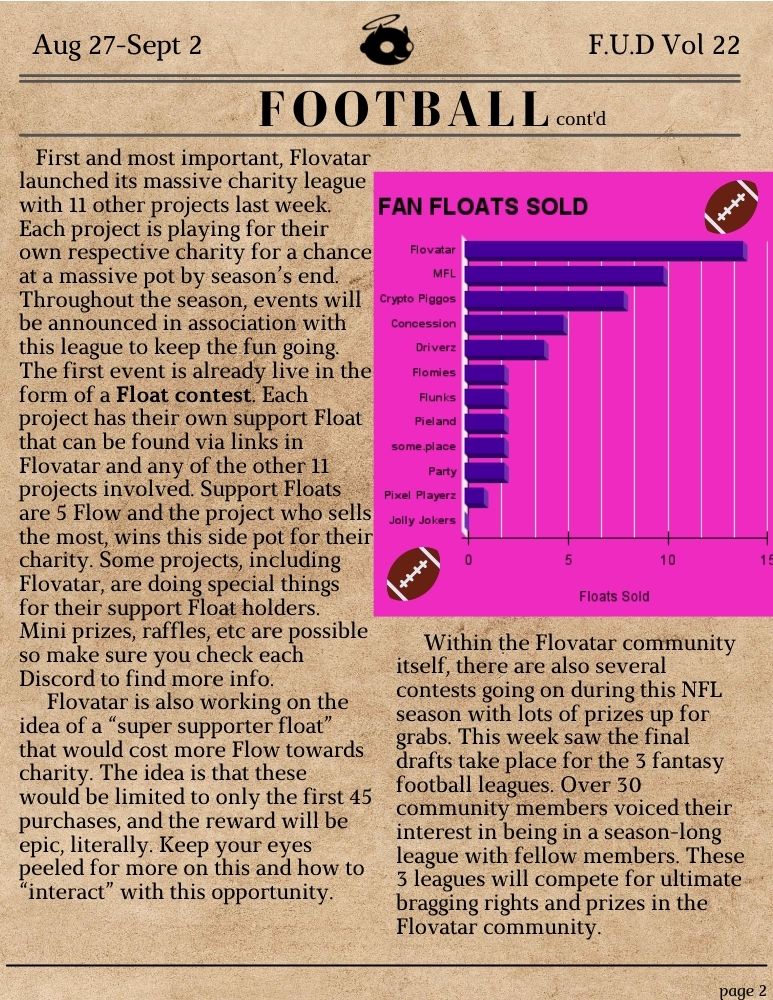 Aug 27-Sept 2
F.U.D Vol 22
FOOTBALL cont'd
First and most important, Flovatar
launched its massive charity league
with 11 other projects last week.
Each project is playing for their
own respective charity for a chance
at a massive pot by season's end.
Throughout the season, events will
be announced in association with
this league to keep the fun going.
The first event is already live in the
form of a Float contest. Each
project has their own support Float
that can be found via links in
Flovatar and any of the other 11
projects involved. Support Floats
are 5 Flow and the project who sells
the most, wins this side pot for their
charity. Some projects, including
Flovatar, are doing special things
for their support Float holders.
Mini prizes, raffles, etc are possible
so make sure you check each
Discord to find more info.
Flovatar is also working on the
idea of a “super supporter float”
that would cost more Flow towards
charity. The idea is that these
would be limited to only the first 45
purchases, and the reward will be
epic, literally. Keep your eyes
peeled for more on this and how to
“interact” with this opportunity.
FAN FLOATS SOLD
Flovatar
MFL
Crypto Piggos
Concession
Driverz
Flomies
Flunks
Pieland
some.place
Party
Pixel Playerz
Jolly Jokers
0 5 10 15
Floats Sold
Within the Flovatar community
itself, there are also several
contests going on during this NFL
season with lots of prizes up for
grabs. This week saw the final
drafts take place for the 3 fantasy
football leagues. Over 30
community members voiced their
interest in being in a season-long
league with fellow members. These
3 leagues will compete for ultimate
bragging rights and prizes in the
Flovatar community.
page 2